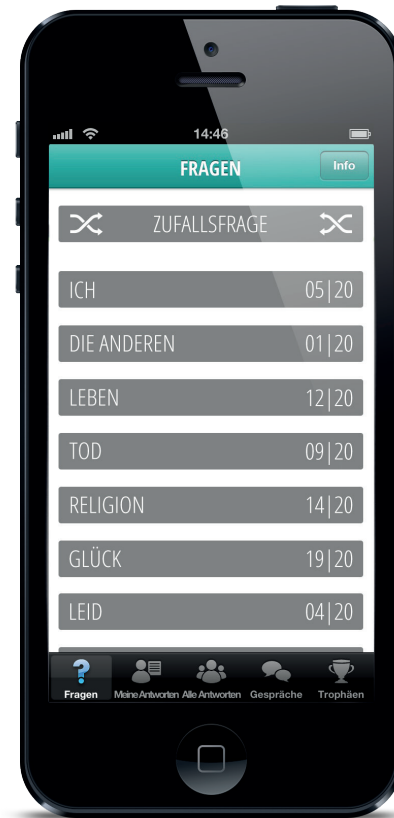 14:46
FRAGEN Info
ZUFALLSFRAGE
ICH 05|20
DIE ANDEREN 01|20
LEBEN 12|20
TOD 09|20
RELIGION 14|20
GLÜCK 19|20
LEID 04|20
Fragen Meine Antworten Alle Antworten Gespräche Trophäen